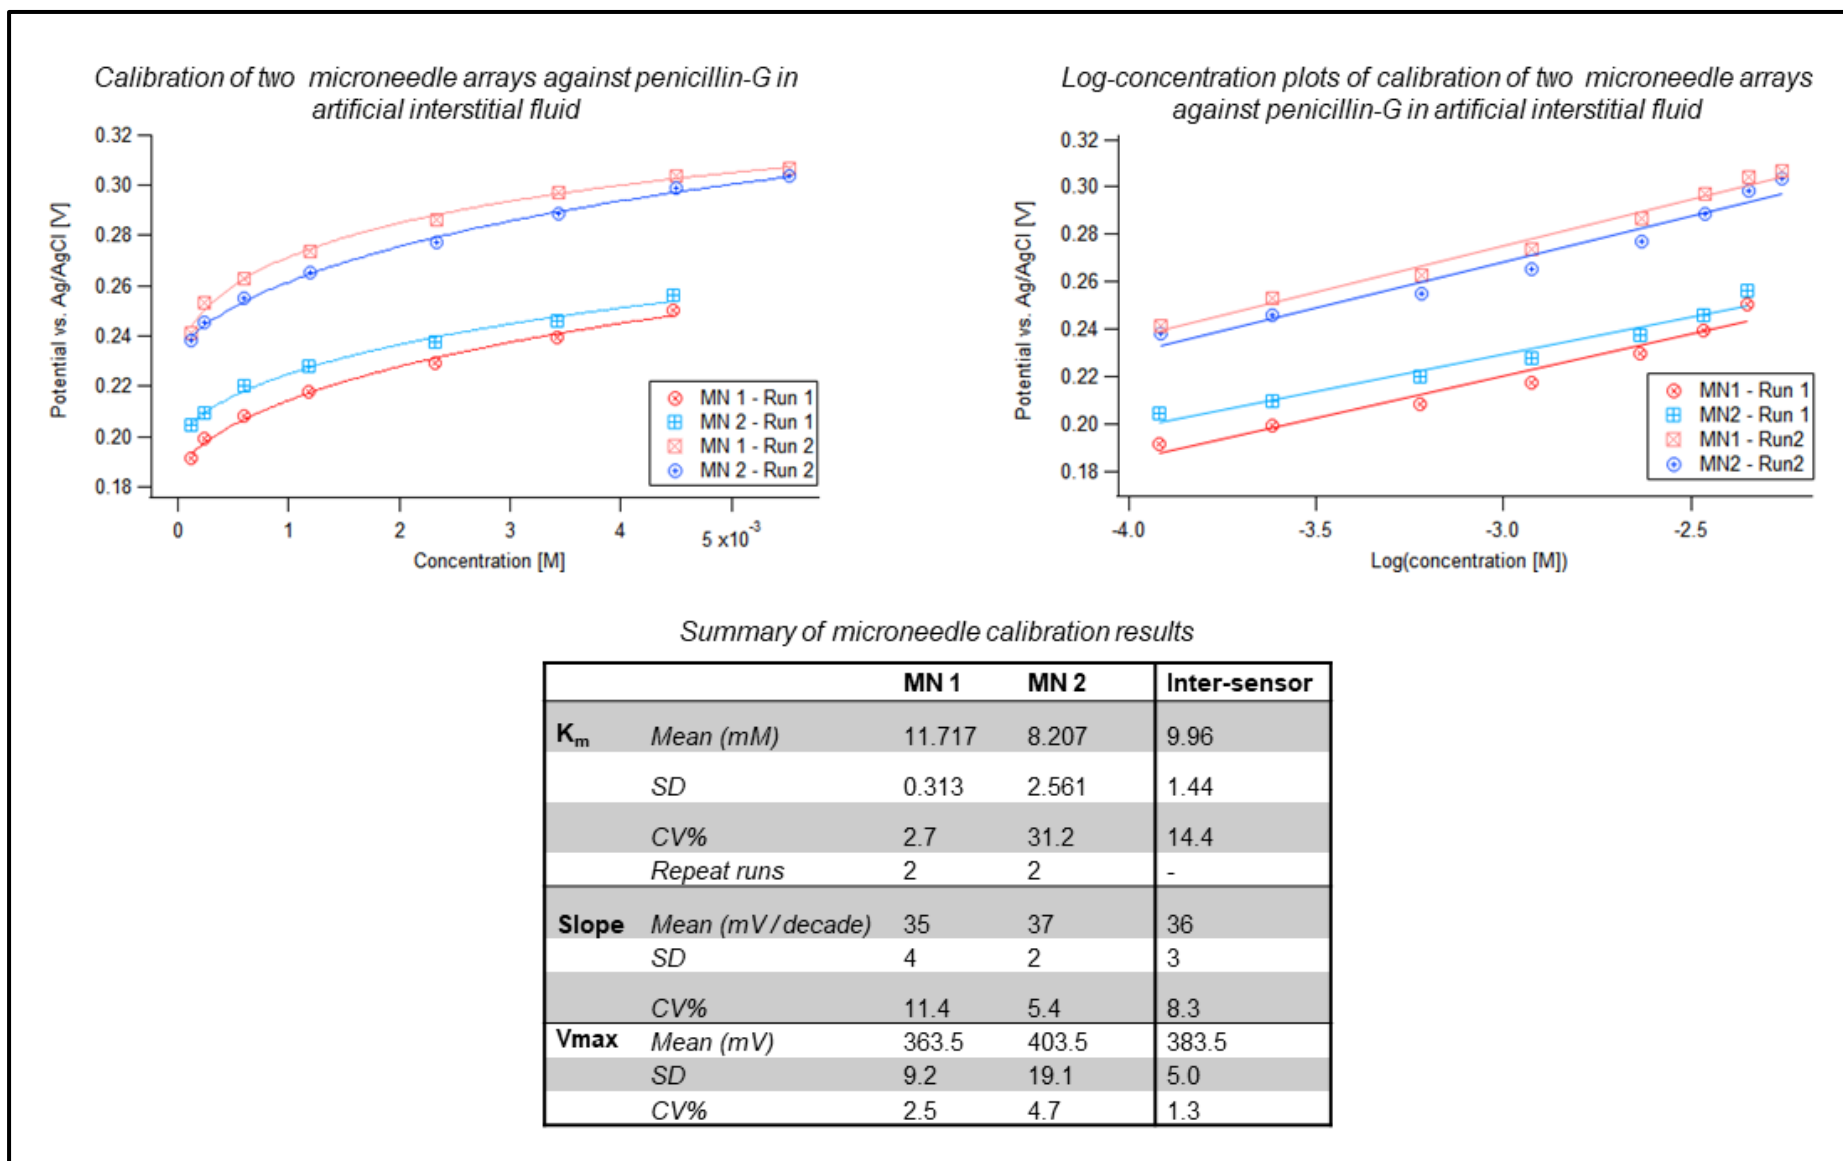 Calibration of two microneedle arrays against penicillin-G in
artificial interstitial fluid
0.32
0.30
0.28
0.26
0.24
0.22
0.20
0.18
Potential vs. Ag/AgCl [V]
MN 1 - Run 1
MN 2 - Run 1
MN 1 - Run 2
MN 2 - Run 2
0 1 2 3 4 5 x10-3
Concentration [M]
Log-concentration plots of calibration of two microneedle arrays
against penicillin-G in artificial interstitial fluid
0.32
0.30
0.28
0.26
0.24
0.22
0.20
0.18
Potential vs. Ag/AgCl [V]
MN1 - Run 1
MN2 - Run 1
MN1 - Run2
MN2 - Run2
-4.0 -3.5 -3.0 -2.5
Log(concentration [M])
Summary of microneedle calibration results
MN 1 MN 2 Inter-sensor
Km Mean (mM) 11.717 8.207 9.96
SD 0.313 2.561 1.44
CV% 2.7 31.2 14.4
Repeat runs 2 2 -
Slope Mean (mV/decade) 35 37 36
SD 4 2 3
CV% 11.4 5.4 8.3
Vmax Mean (mV) 363.5 403.5 383.5
SD 9.2 19.1 5.0
CV% 2.5 4.7 1.3